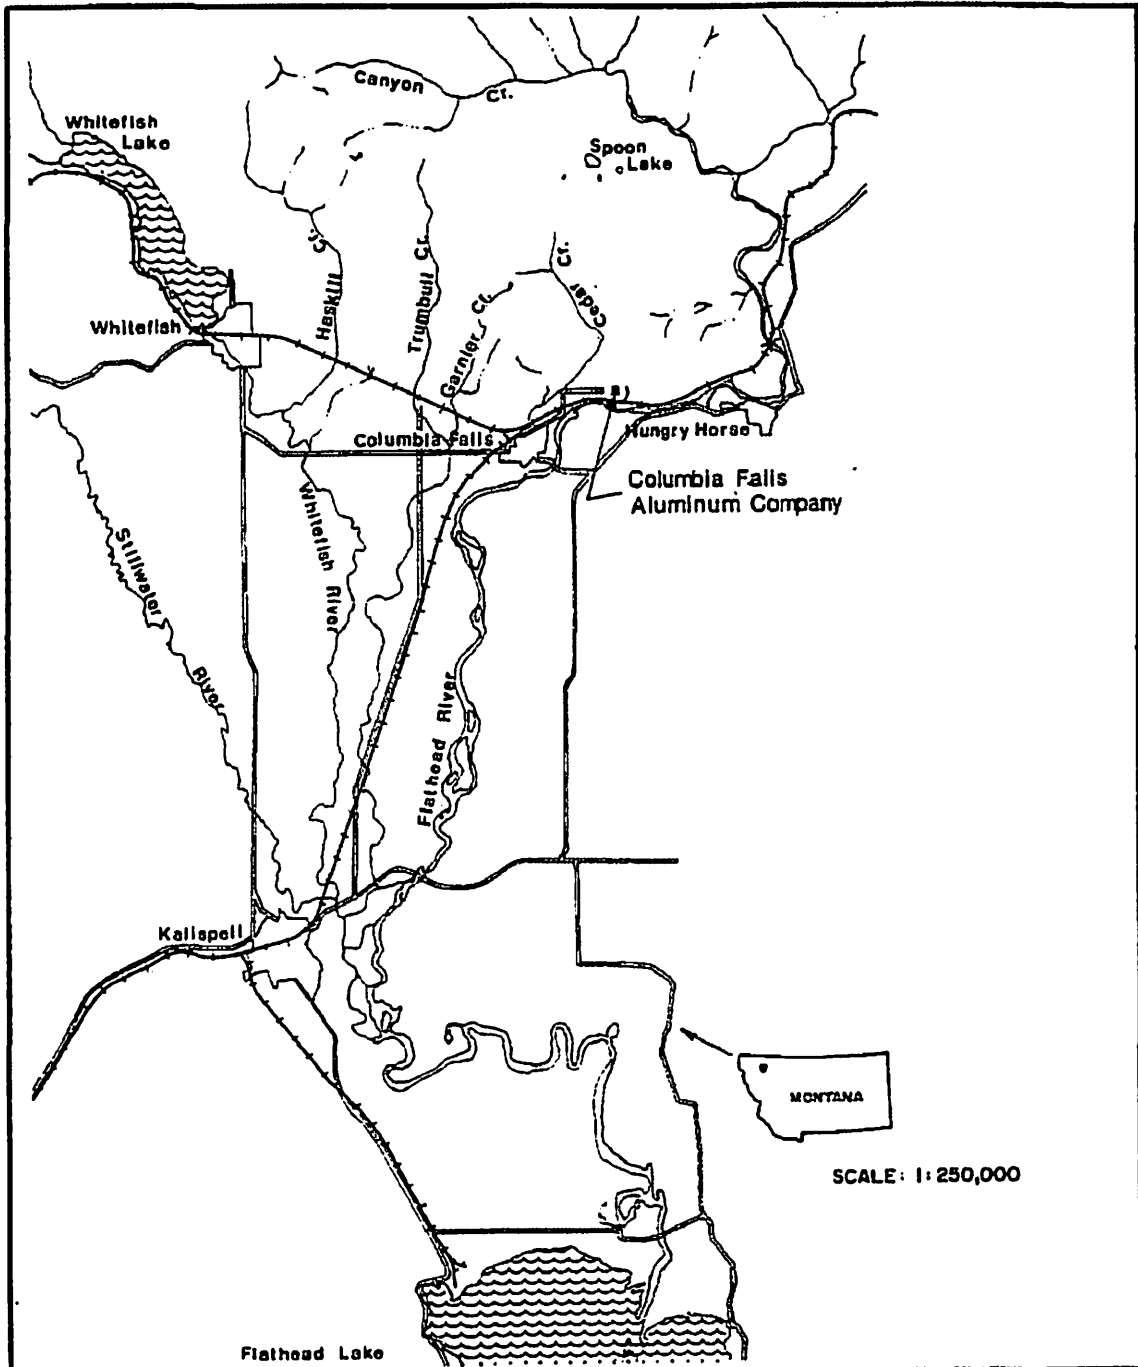 Canyon Cr.
Whitefish
Lake
Spoon
Lake
Haskill Cr.
Trumbull Cr.
Garnier Cr.
Cedar Cr.
Whitefish
Columbia Falls
Hungry Horse
Columbia Falls
Aluminum Company
Whitefish River
Stillwater River
Flathead River
Kalispell
MONTANA
SCALE: 1:250,000
Flathead Lake